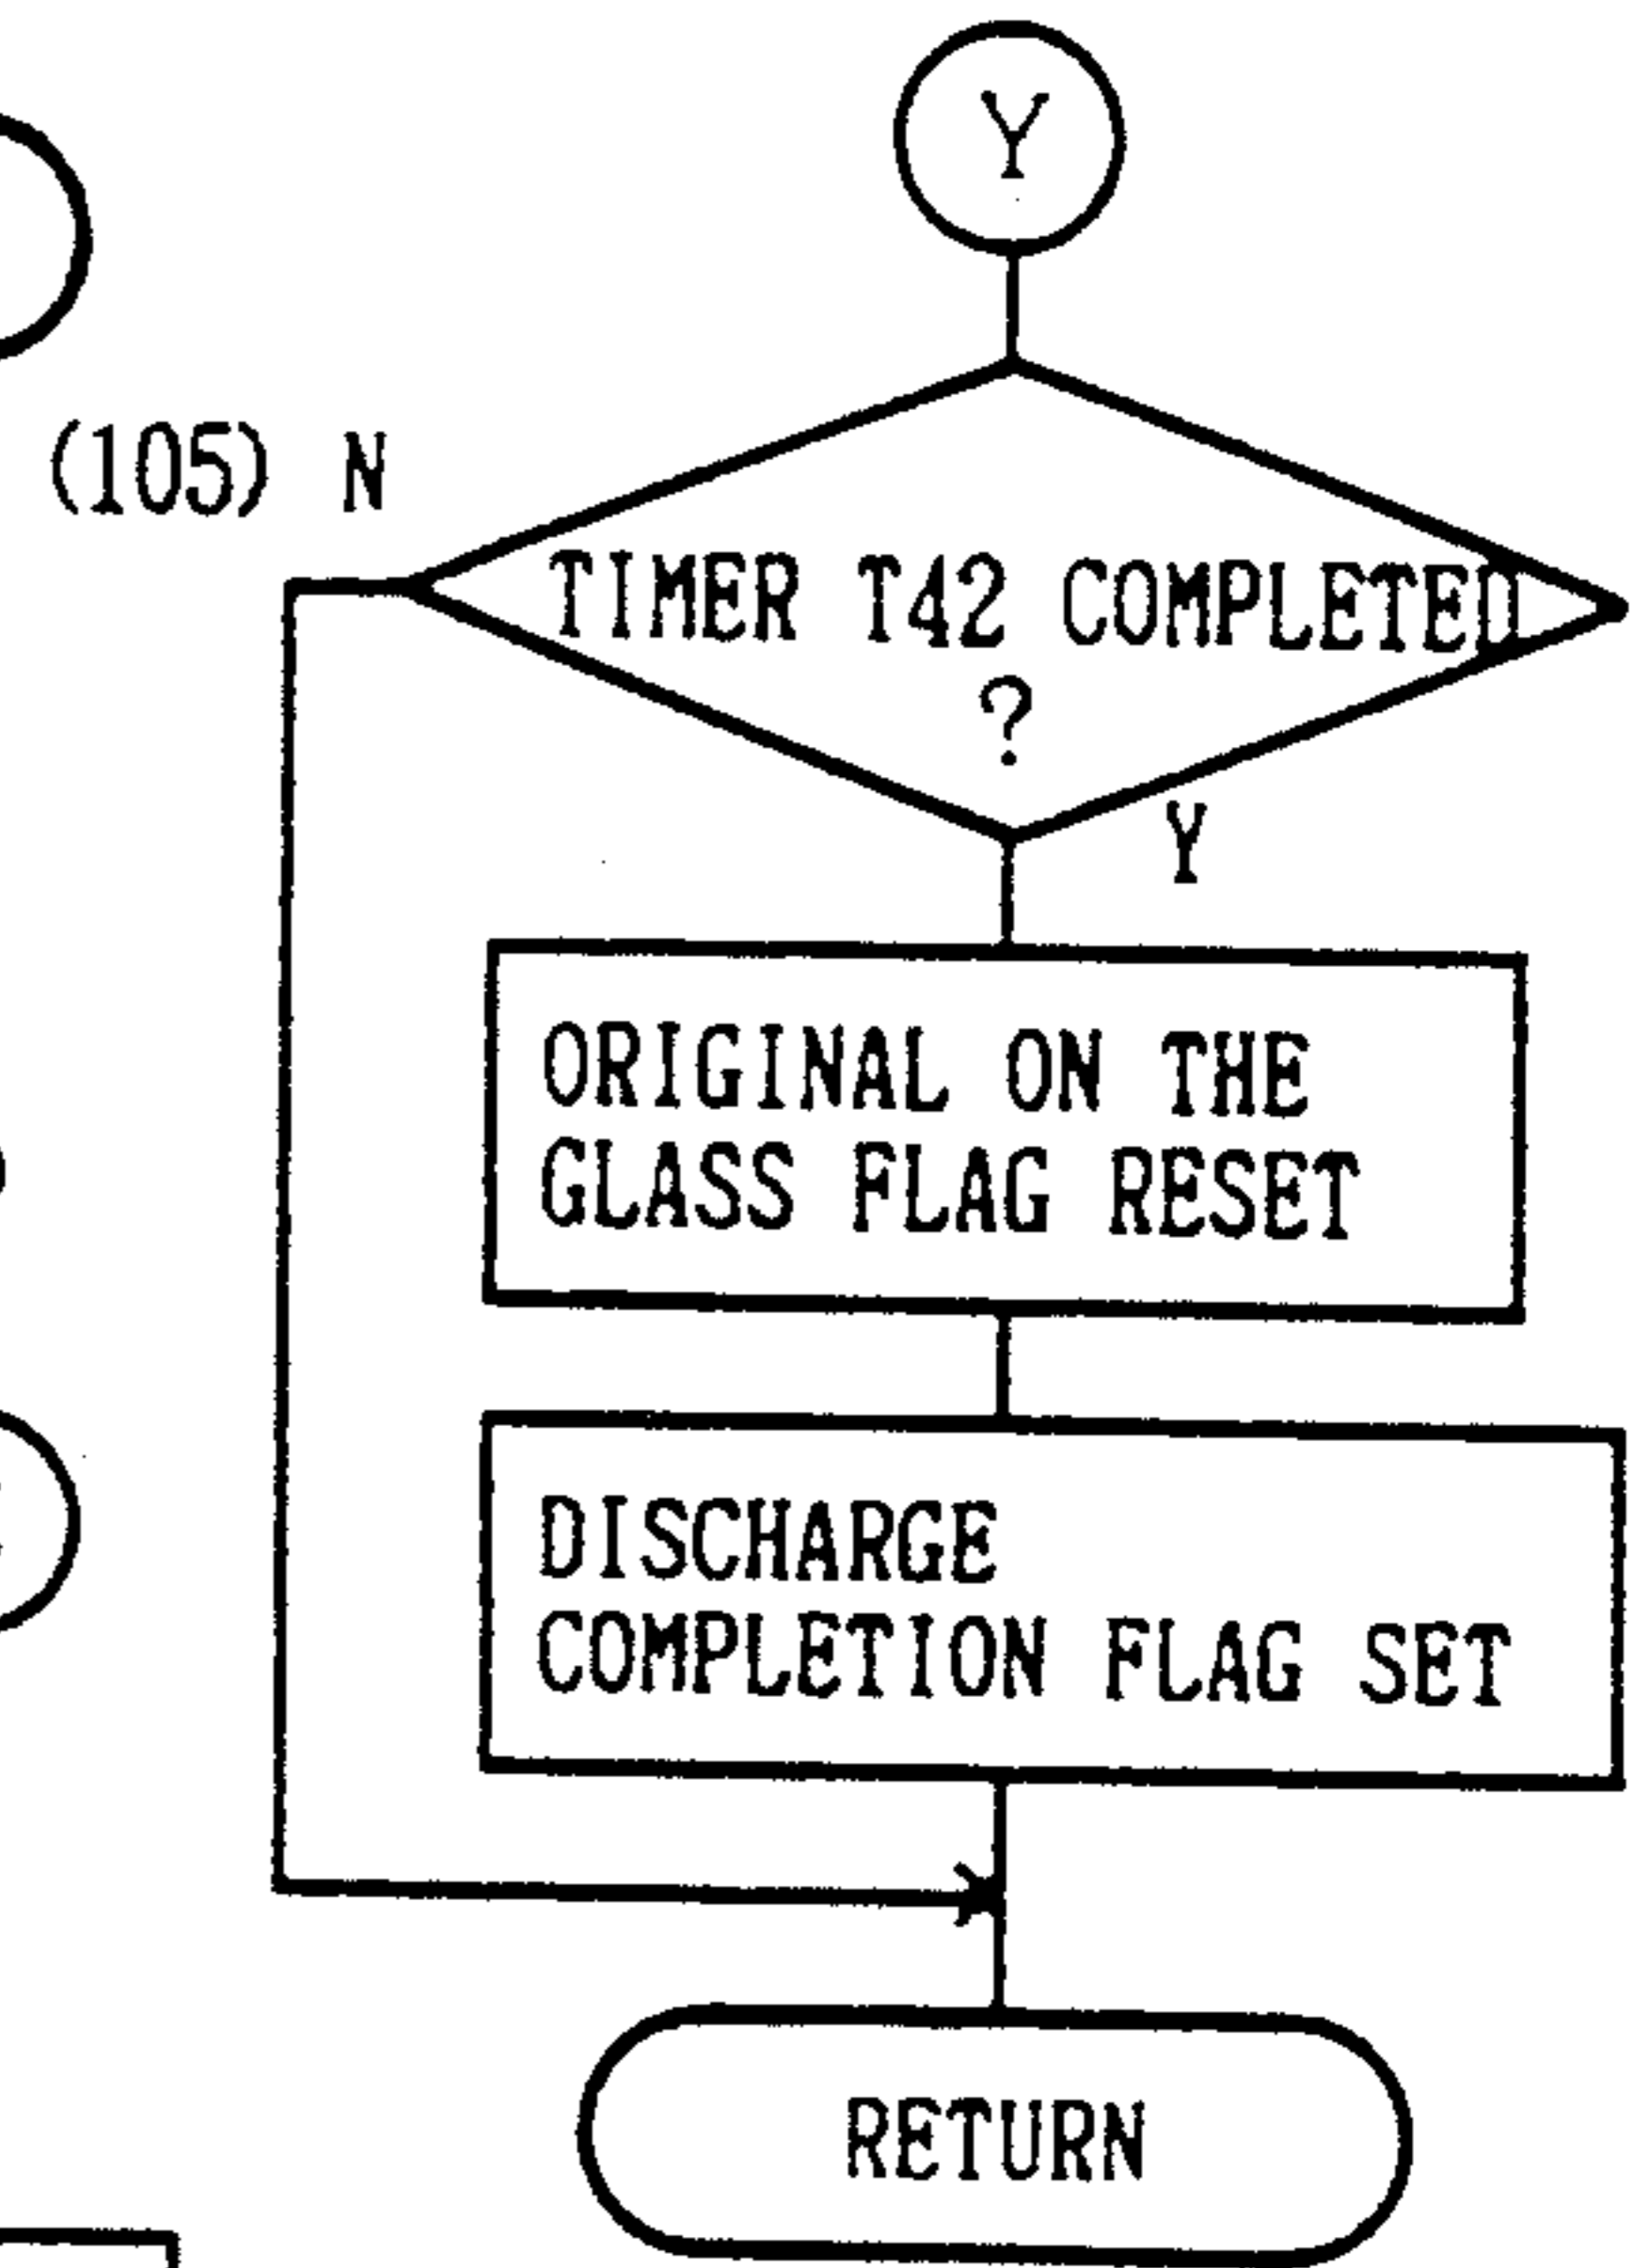 Y
(105) N
TIMER T42 COMPLETED
?
Y
ORIGINAL ON THE
GLASS FLAG RESET
DISCHARGE
COMPLETION FLAG SET
RETURN